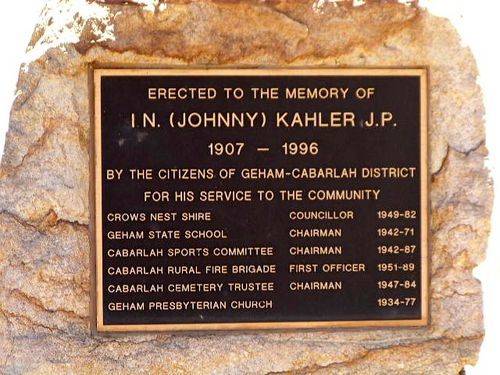 ERECTED TO THE MEMORY OF
I.N. (JOHNNY) KAHLER J.P.
1907 — 1996
BY THE CITIZENS OF GEHAM-CABARLAH DISTRICT
FOR HIS SERVICE TO THE COMMUNITY
CROWS NEST SHIRE COUNCILLOR 1949-82
GEHAM STATE SCHOOL CHAIRMAN 1942-71
CABARLAH SPORTS COMMITTEE CHAIRMAN 1942-87
CABARLAH RURAL FIRE BRIGADE FIRST OFFICER 1951-89
CABARLAH CEMETERY TRUSTEE CHAIRMAN 1947-84
GEHAM PRESBYTERIAN CHURCH 1934-77